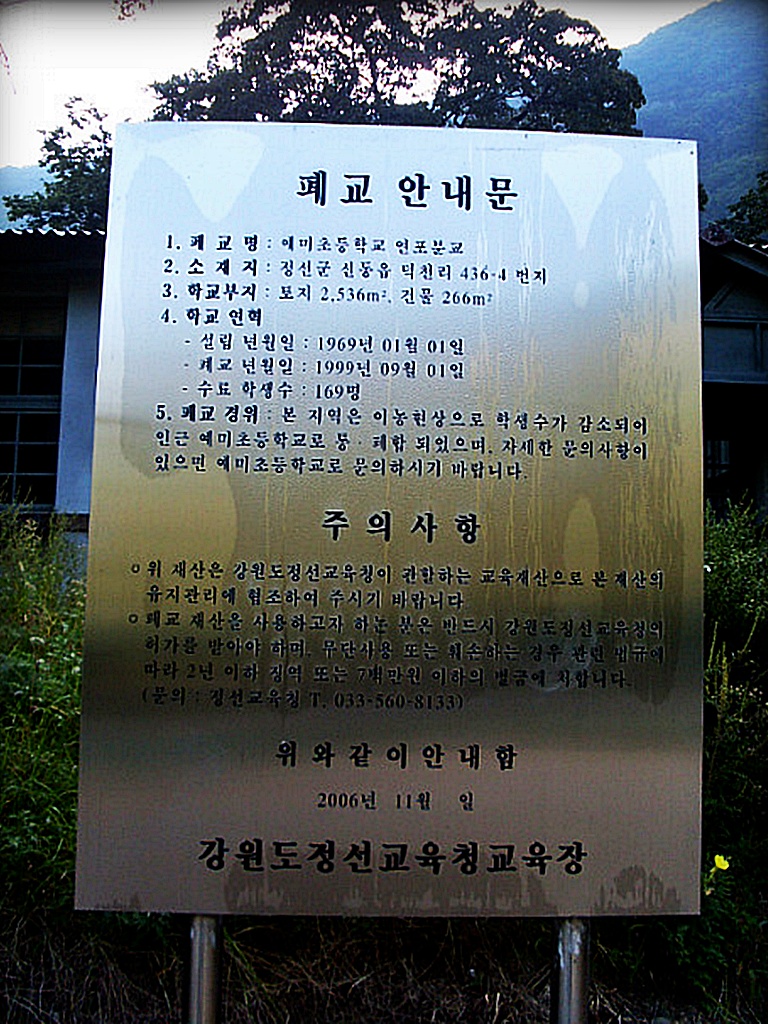 폐교 안내문
1. 폐 교 명 : 예미초등학교 연포분교
2. 소 재 지 : 정선군 신동읍 덕천리 436-4 번지
3. 학교부지 : 토지 2,536m², 건물 266m²
4. 학교 연혁
- 설립 년월일 : 1969년 01월 01일
- 폐교 년월일 : 1999년 09월 01일
- 수료 학생수 : 169명
5. 폐교 경위 : 본 지역은 이농현상으로 학생수가 감소되어
인근 예미초등학교로 통·폐합 되었으며, 자세한 문의사항이
있으면 예미초등학교로 문의하시기 바랍니다.
주의사항
○위 재산은 강원도정선교육청이 관할하는 교육재산으로 본 재산의
유지관리에 협조하여 주시기 바랍니다
○폐교 재산을 사용하고자 하는 분은 반드시 강원도정선교육청의
허가를 받아야 하며, 무단사용 또는 훼손하는 경우 관련 법규에
따라 2년 이하 징역 또는 7백만원 이하의 벌금에 처합니다.
(문의 : 정선교육청 T. 033-560-8133)
위와같이안내함
2006년 11월 일
강원도정선교육청교육장